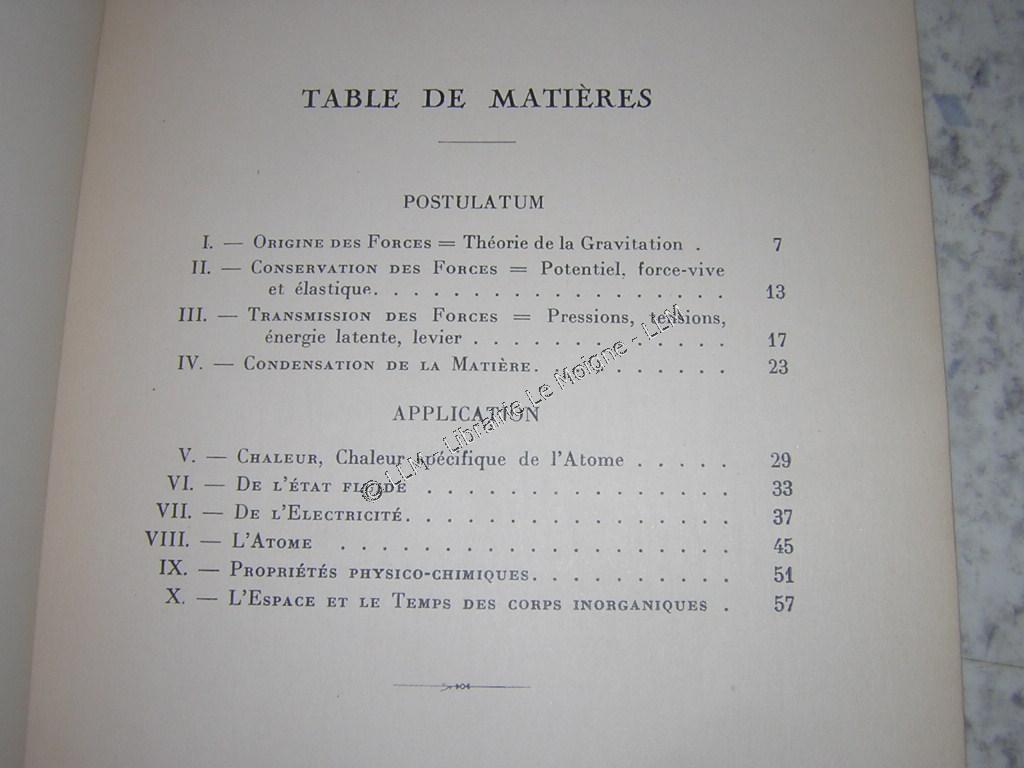 TABLE DE MATIÈRES
POSTULATUM
I. — ORIGINE DES FORCES = Théorie de la Gravitation . 7
II. — CONSERVATION DES FORCES = Potentiel, force-vive
et élastique. . . . . . . . . . . . . . . . . . 13
III. — TRANSMISSION DES FORCES = Pressions, tensions,
énergie latente, levier . . . . . . . . . . . . . 17
IV. — CONDENSATION DE LA MATIÈRE. . . . . . . . . . 23
APPLICATION
V. — CHALEUR, Chaleur spécifique de l'Atome . . . . . 29
VI. — DE L'ÉTAT FLUIDE . . . . . . . . . . . . . . . 33
VII. — DE L'ELECTRICITÉ. . . . . . . . . . . . . . . . 37
VIII. — L'ATOME . . . . . . . . . . . . . . . . . . . 45
IX. — PROPRIÉTÉS PHYSICO-CHIMIQUES. . . . . . . . . . 51
X. — L'ESPACE ET LE TEMPS DES CORPS INORGANIQUES . 57
© LLM - Librairie Le Moigne - LLM